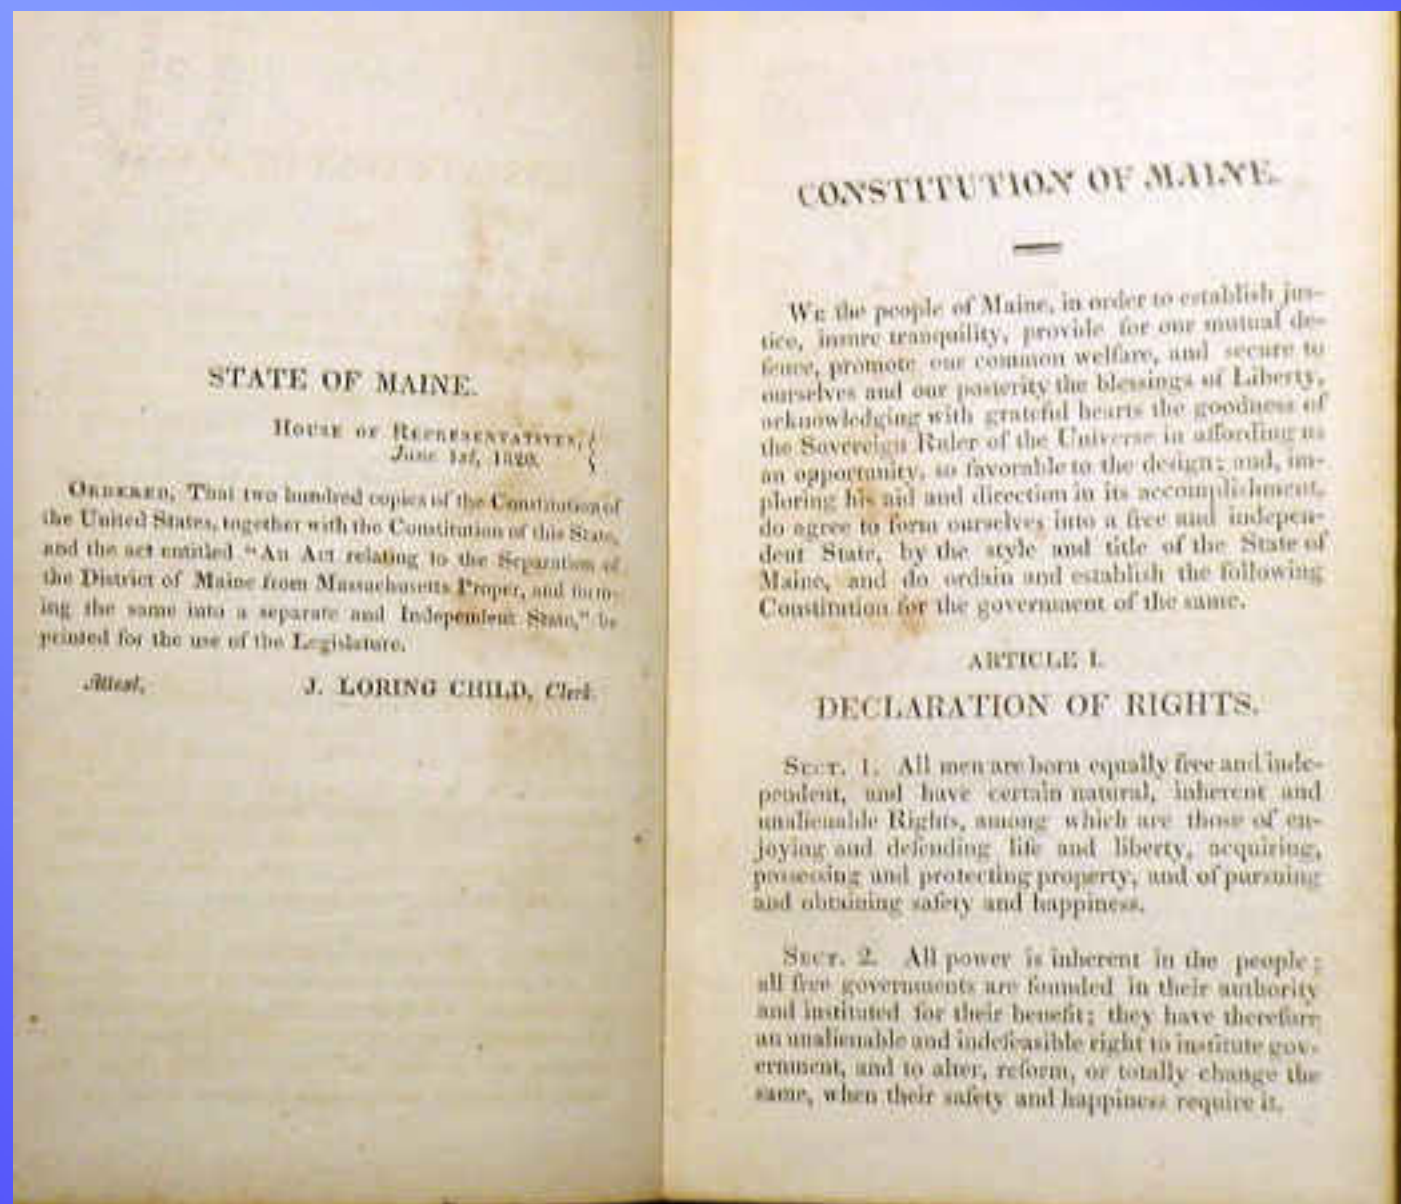 STATE OF MAINE.
HOUSE OF REPRESENTATIVES,
June 1st, 1820.
ORDERED, That two hundred copies of the Constitution of
the United States, together with the Constitution of this State,
and the act entitled "An Act relating to the Separation of
the District of Maine from Massachusetts Proper, and form-
ing the same into a separate and Independent State," be
printed for the use of the Legislature.
Attest, J. LORING CHILD, Clerk.
CONSTITUTION OF MAINE.
WE the people of Maine, in order to establish jus-
tice, insure tranquility, provide for our mutual de-
fence, promote our common welfare, and secure to
ourselves and our posterity the blessings of Liberty,
acknowledging with grateful hearts the goodness of
the Sovereign Ruler of the Universe in affording us
an opportunity, so favorable to the design; and, im-
ploring his aid and direction in its accomplishment,
do agree to form ourselves into a free and indepen-
dent State, by the style and title of the State of
Maine, and do ordain and establish the following
Constitution for the government of the same.
ARTICLE I.
DECLARATION OF RIGHTS.
SECT. 1. All men are born equally free and inde-
pendent, and have certain natural, inherent and
unalienable Rights, among which are those of en-
joying and defending life and liberty, acquiring,
possessing and protecting property, and of pursuing
and obtaining safety and happiness.
SECT. 2. All power is inherent in the people;
all free governments are founded in their authority
and instituted for their benefit; they have therefore
an unalienable and indefeasible right to institute gov-
ernment, and to alter, reform, or totally change the
same, when their safety and happiness require it.